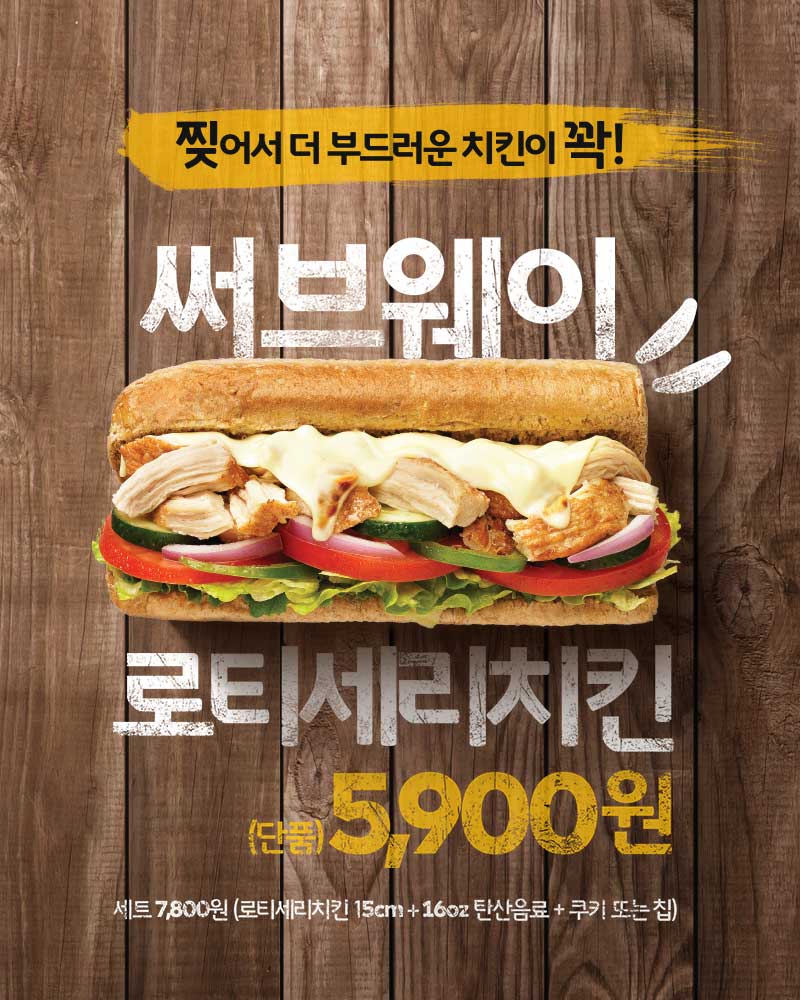 찢어서 더 부드러운 치킨이 꽉!
써브웨이
로티세리치킨
(단품) 5,900원
세트 7,800원 (로티세리치킨 15cm + 16oz 탄산음료 + 쿠키 또는 칩)